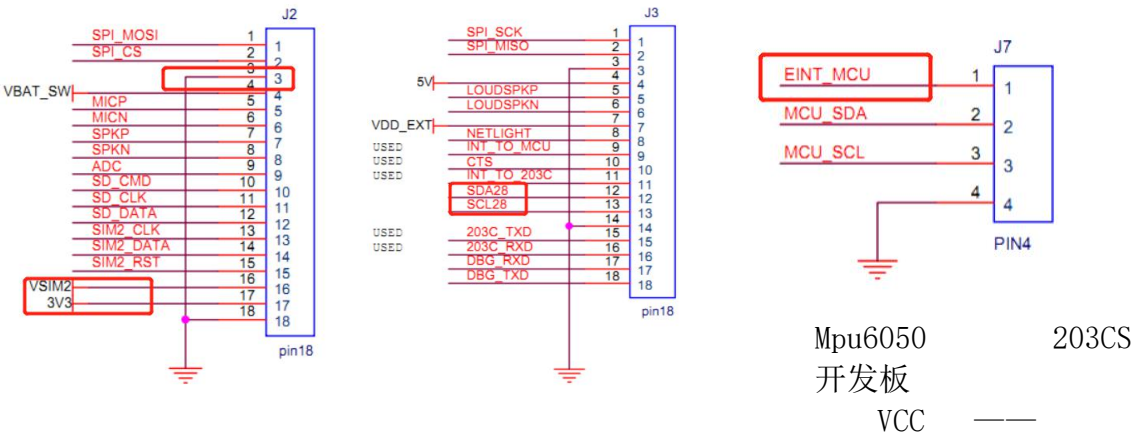 J2
SPI_MOSI 1 1
SPI_CS 2 2
3 3
VBAT_SW 4 4
MICP 5 5
MICN 6 6
SPKP 7 7
SPKN 8 8
ADC 9 9
SD_CMD 10 10
SD_CLK 11 11
SD_DATA 12 12
SIM2_CLK 13 13
SIM2_DATA 14 14
SIM2_RST 15 15
VSIM2 16 16
3V3 17 17
18 18
pin18
J3
SPI_SCK 1 1
SPI_MISO 2 2
3 3
5V 4 4
LOUDSPKP 5 5
LOUDSPKN 6 6
VDD_EXT 7 7
NETLIGHT 8 8
USED INT_TO_MCU 9 9
USED CTS 10 10
USED INT_TO_203C 11 11
SDA28 12 12
SCL28 13 13
14 14
USED 203C_TXD 15 15
USED 203C_RXD 16 16
DBG_RXD 17 17
DBG_TXD 18 18
pin18
J7
EINT_MCU 1 1
MCU_SDA 2 2
MCU_SCL 3 3
4 4
PIN4
Mpu6050 203CS
开发板
VCC ——